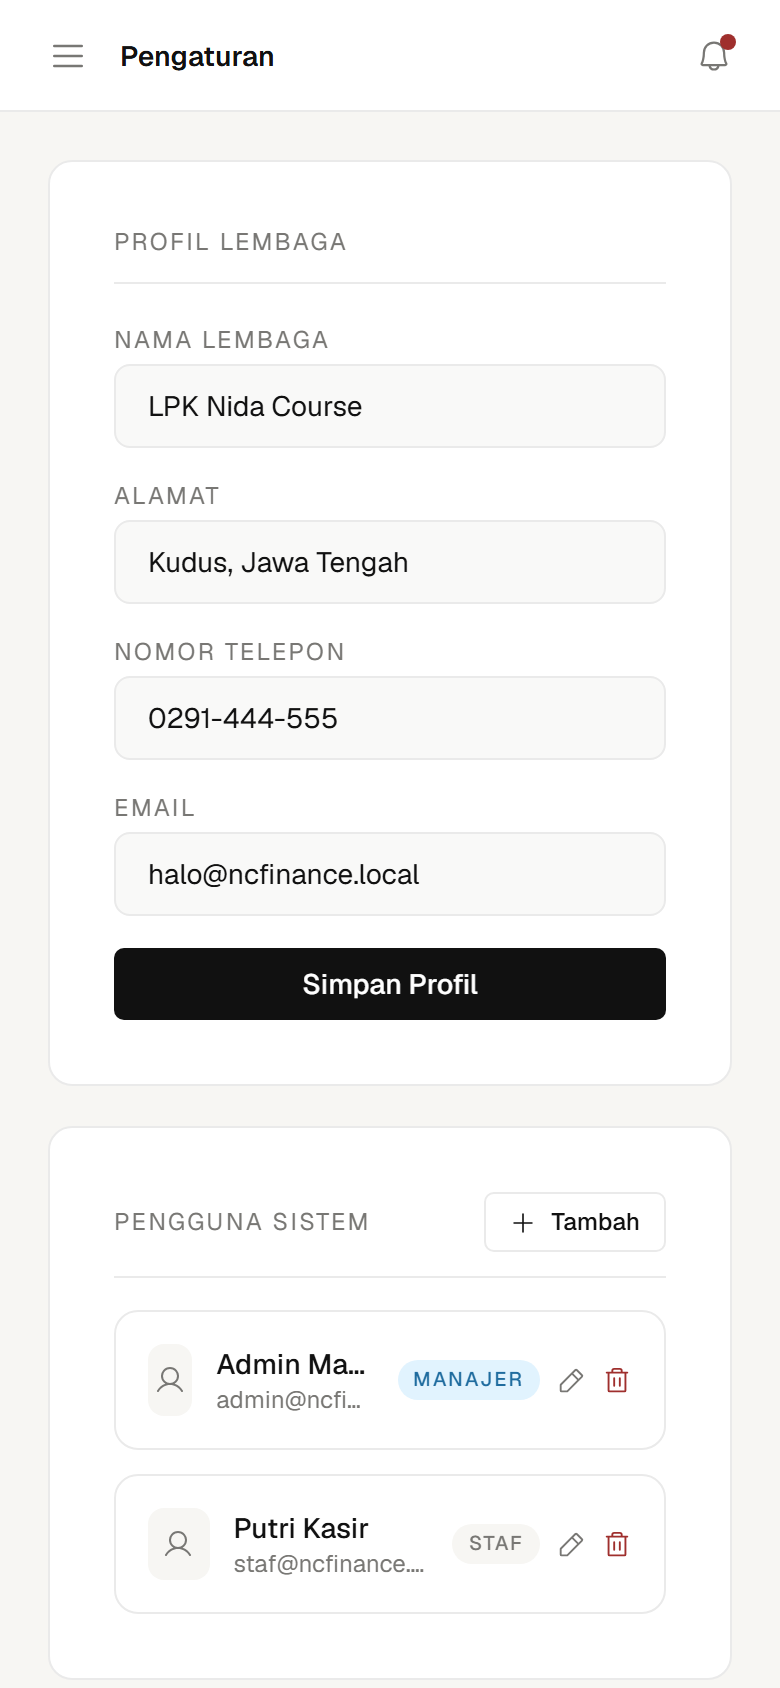 Pengaturan
PROFIL LEMBAGA
NAMA LEMBAGA
LPK Nida Course
ALAMAT
Kudus, Jawa Tengah
NOMOR TELEPON
0291-444-555
EMAIL
halo@ncfinance.local
Simpan Profil
PENGGUNA SISTEM
Tambah
Admin Ma...
admin@ncfi...
MANAJER
Putri Kasir
staf@ncfinance....
STAF